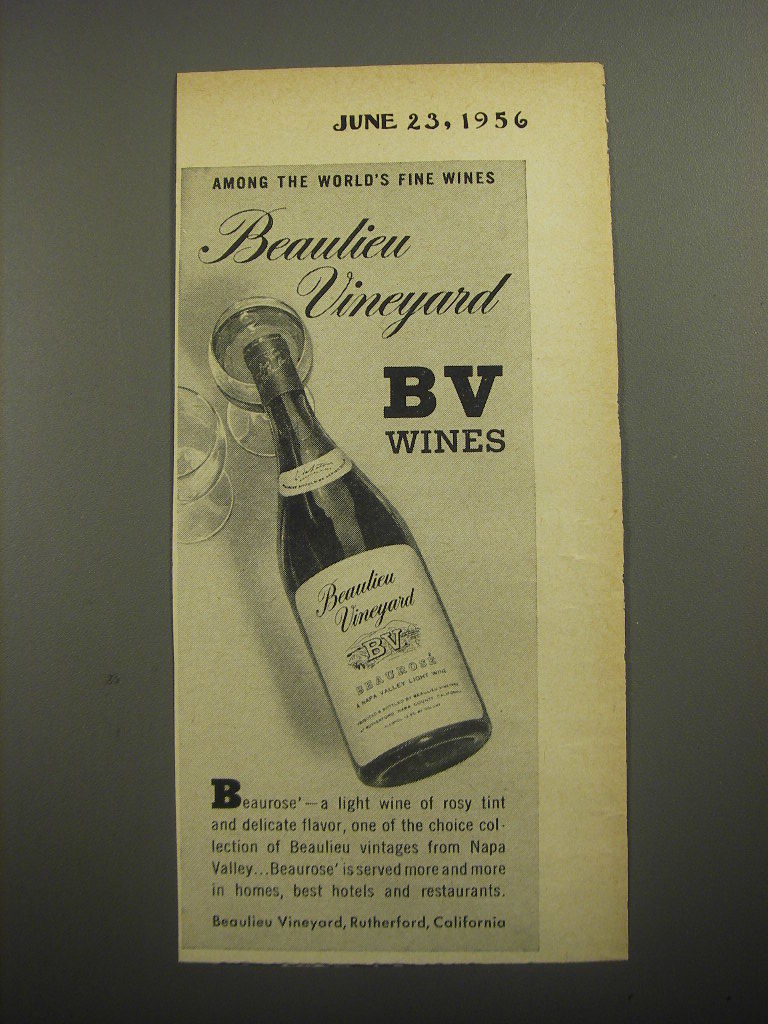 JUNE 23, 1956
AMONG THE WORLD'S FINE WINES
Beaulieu
Vineyard
BV
WINES
Beaulieu
Vineyard
BV
BEAUROSÉ
A NAPA VALLEY LIGHT WINE
Beaurose'—a light wine of rosy tint
and delicate flavor, one of the choice col-
lection of Beaulieu vintages from Napa
Valley...Beaurose' is served more and more
in homes, best hotels and restaurants.
Beaulieu Vineyard, Rutherford, California